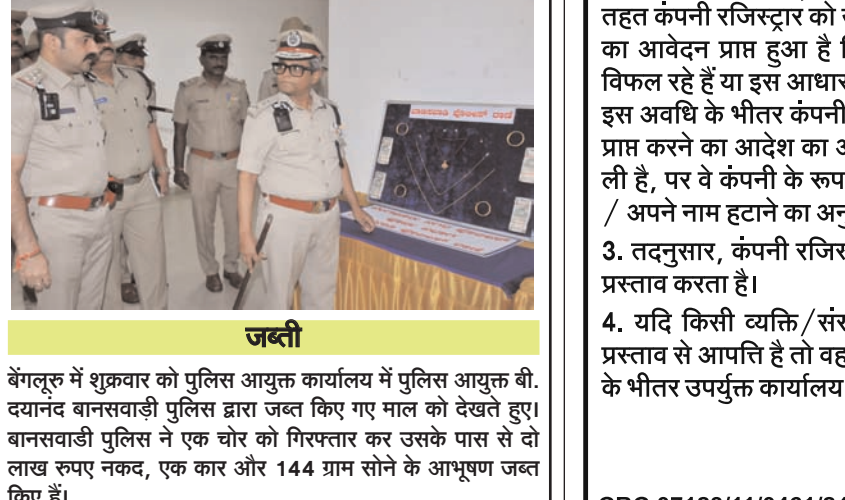 ಬಾಣಸವಾಡಿ ಪೊಲೀಸ್ ಠಾಣೆ
जब्ती
बेंगलूरु में शुक्रवार को पुलिस आयुक्त कार्यालय में पुलिस आयुक्त बी.
दयानंद बानसवाड़ी पुलिस द्वारा जब्त किए गए माल को देखते हुए।
बानसवाडी पुलिस ने एक चोर को गिरफ्तार कर उसके पास से दो
लाख रुपए नकद, एक कार और 144 ग्राम सोने के आभूषण जब्त
किए हैं।
तहत कंपनी रजिस्ट्रार को
का आवेदन प्राप्त हुआ है
विफल रहे हैं या इस आधार
इस अवधि के भीतर कंपनी
प्राप्त करने का आदेश का
ली है, पर वे कंपनी के रूप
/ अपने नाम हटाने का
3. तदनुसार, कंपनी
प्रस्ताव करता है।
4. यदि किसी व्यक्ति/
प्रस्ताव से आपत्ति है तो वह
के भीतर उपर्युक्त कार्यालय